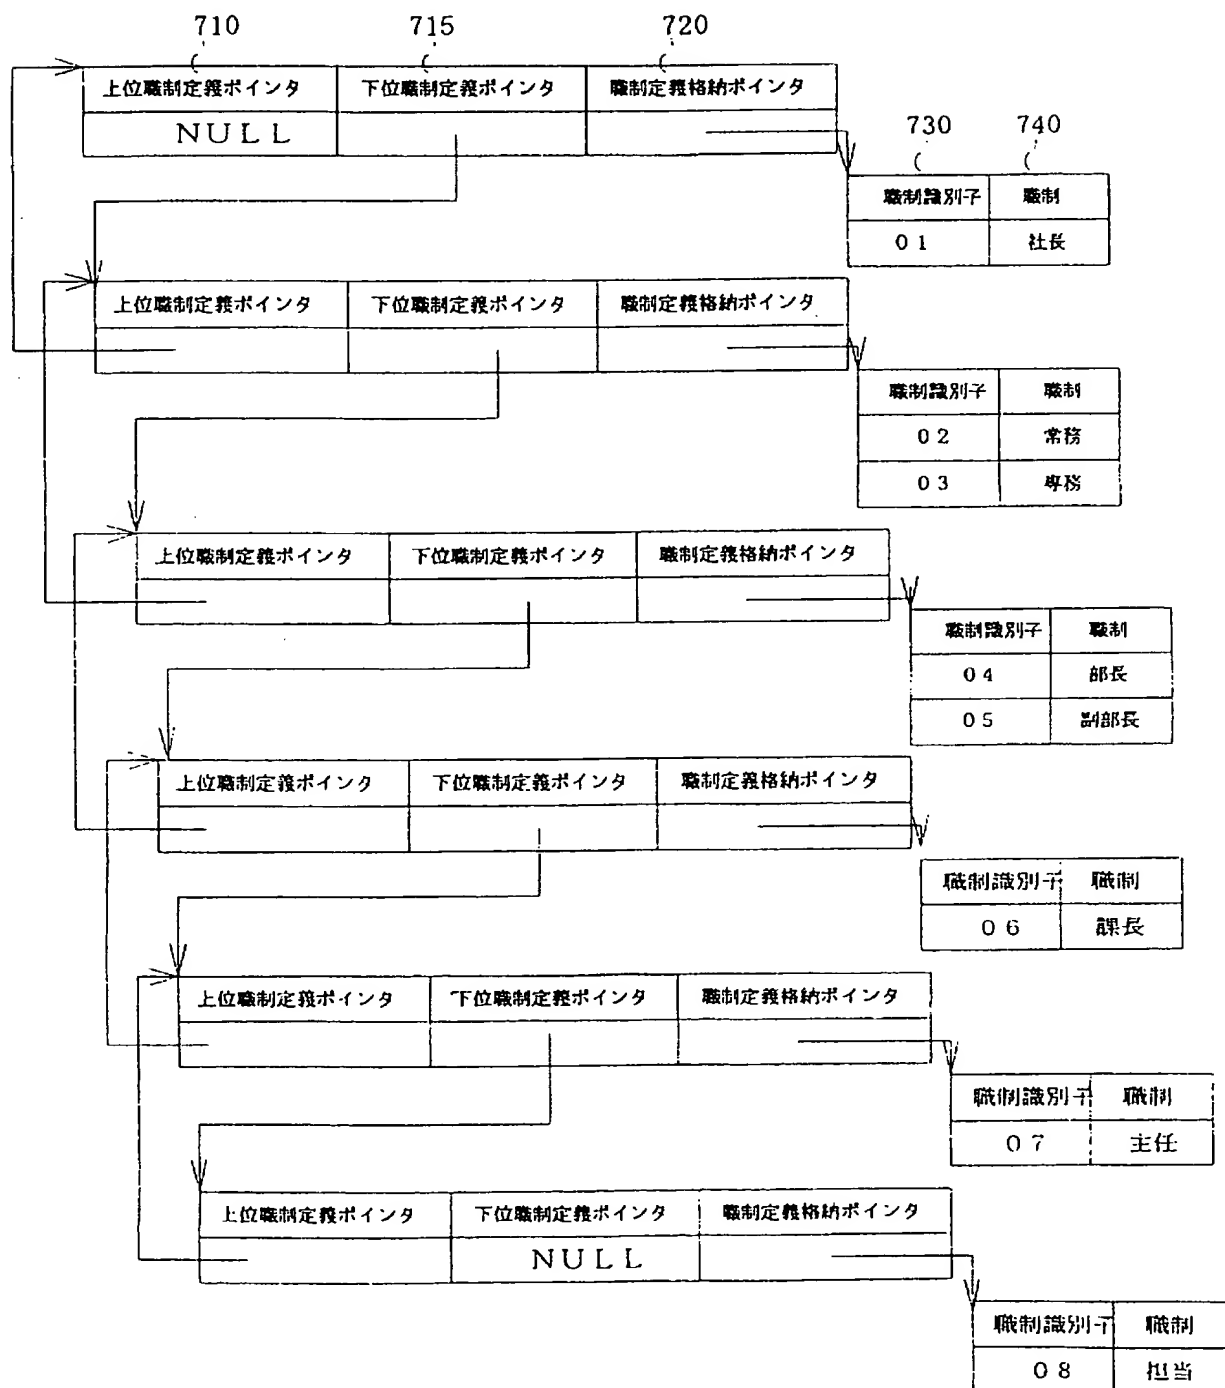 710 715 720
上位職制定義ポインタ 下位職制定義ポインタ 職制定義格納ポインタ
NULL
730 740
職制識別子 職制
01 社長
上位職制定義ポインタ 下位職制定義ポインタ 職制定義格納ポインタ
職制識別子 職制
02 常務
03 専務
上位職制定義ポインタ 下位職制定義ポインタ 職制定義格納ポインタ
職制識別子 職制
04 部長
05 副部長
上位職制定義ポインタ 下位職制定義ポインタ 職制定義格納ポインタ
職制識別子 職制
06 課長
上位職制定義ポインタ 下位職制定義ポインタ 職制定義格納ポインタ
職制識別子 職制
07 主任
上位職制定義ポインタ 下位職制定義ポインタ 職制定義格納ポインタ
NULL
職制識別子 職制
08 担当